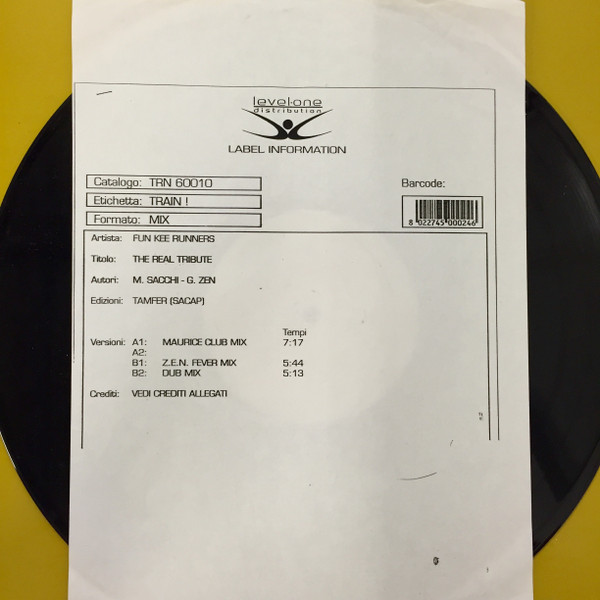 level:one
distribution
LABEL INFORMATION
Catalogo: TRN 60010
Etichetta: TRAIN !
Formato: MIX
Barcode:
8 022745 000246
Artista: FUN KEE RUNNERS
Titolo: THE REAL TRIBUTE
Autori: M. SACCHI - G. ZEN
Edizioni: TAMFER (SACAP)
Tempi
Versioni: A1: MAURICE CLUB MIX 7:17
A2:
B1: Z.E.N. FEVER MIX 5:44
B2: DUB MIX 5:13
Crediti: VEDI CREDITI ALLEGATI